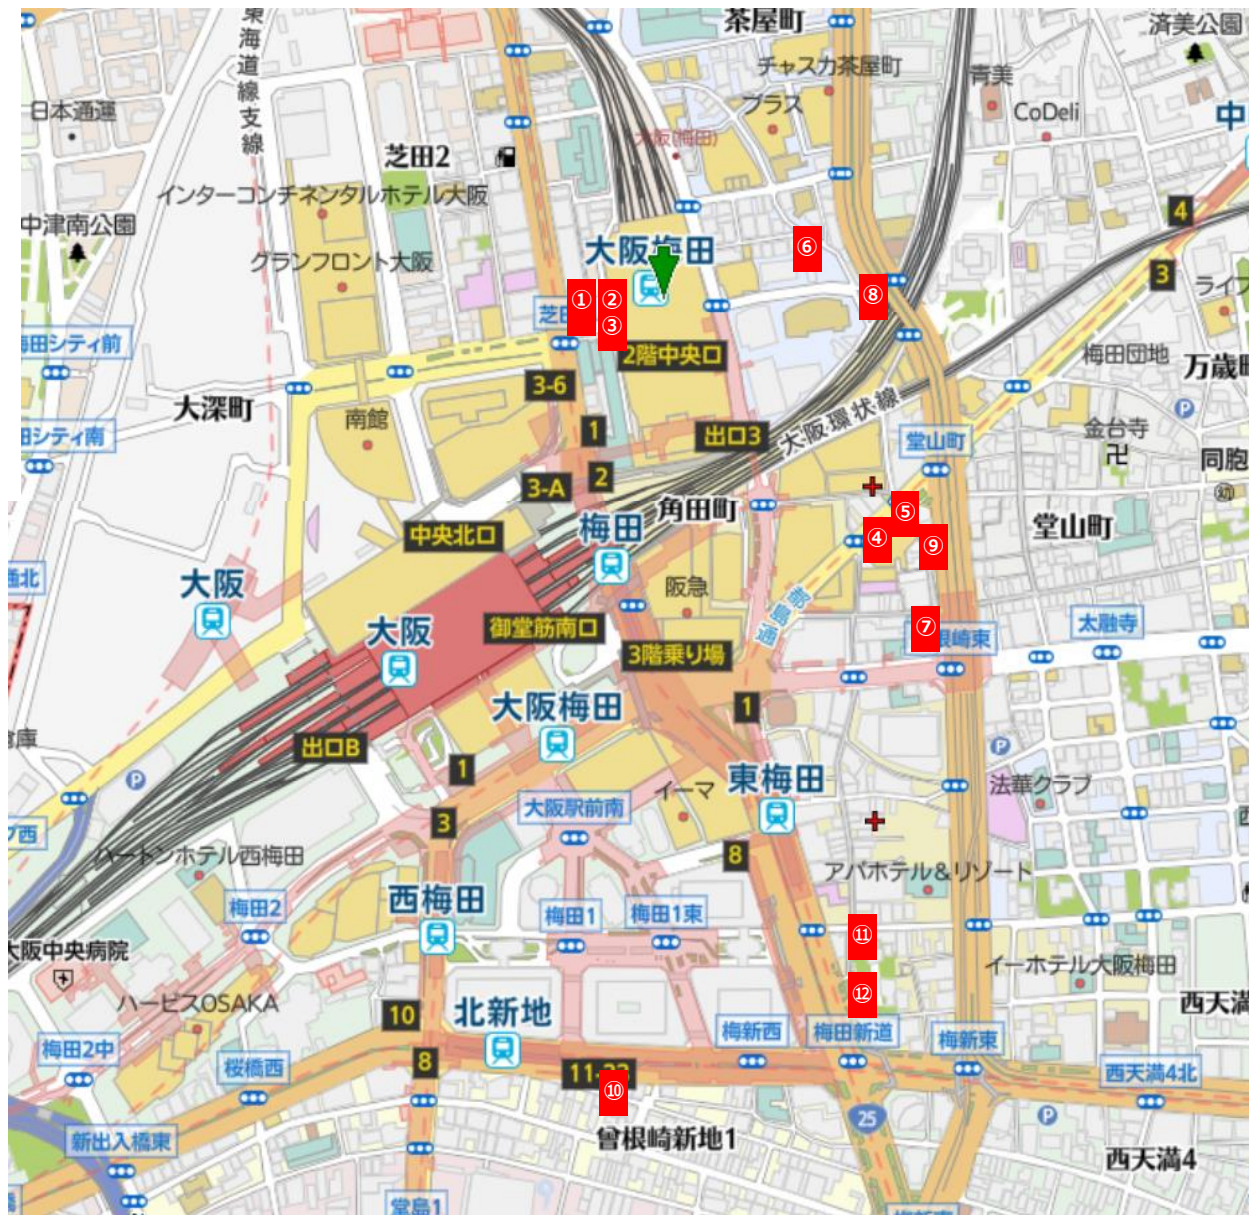 東海道線支線
茶屋町
済美公園
チャスカ茶屋町
青美
日本通運
プラス
CoDeli
中
大阪(梅田)
芝田2
インターコンチネンタルホテル大阪
4
中津南公園
大阪梅田
⑥
グランフロント大阪
3
①
②
⑧
ライフ
③
梅田シティ前
2階中央口
梅田団地
万歳町
3-6
大深町
大阪環状線
南館
1
出口3
堂山町
金台寺
田シティ南
同胞
2
3-A
角田町
⑤
幼
中央北口
梅田
④
⑨
堂山町
西北
大阪
阪急
都島通
大阪
御堂筋南口
⑦
太融寺
根崎東
3階乗り場
大阪梅田
1
倉庫
出口B
P
1
東梅田
P
法華クラブ
イーマ
大阪駅前南
3
ハートンホテル西梅田
8
アパホテル&リゾート
西梅田
梅田2
梅田1
梅田1東
⑪
大阪中央病院
イーホテル大阪梅田
ハービスOSAKA
⑫
西天満
10
北新地
梅新西
梅田新道
梅新東
梅田2中
桜橋西
8
西天満4北
⑩
25
P
新出入橋東
曾根崎新地1
西天満4
堂島1